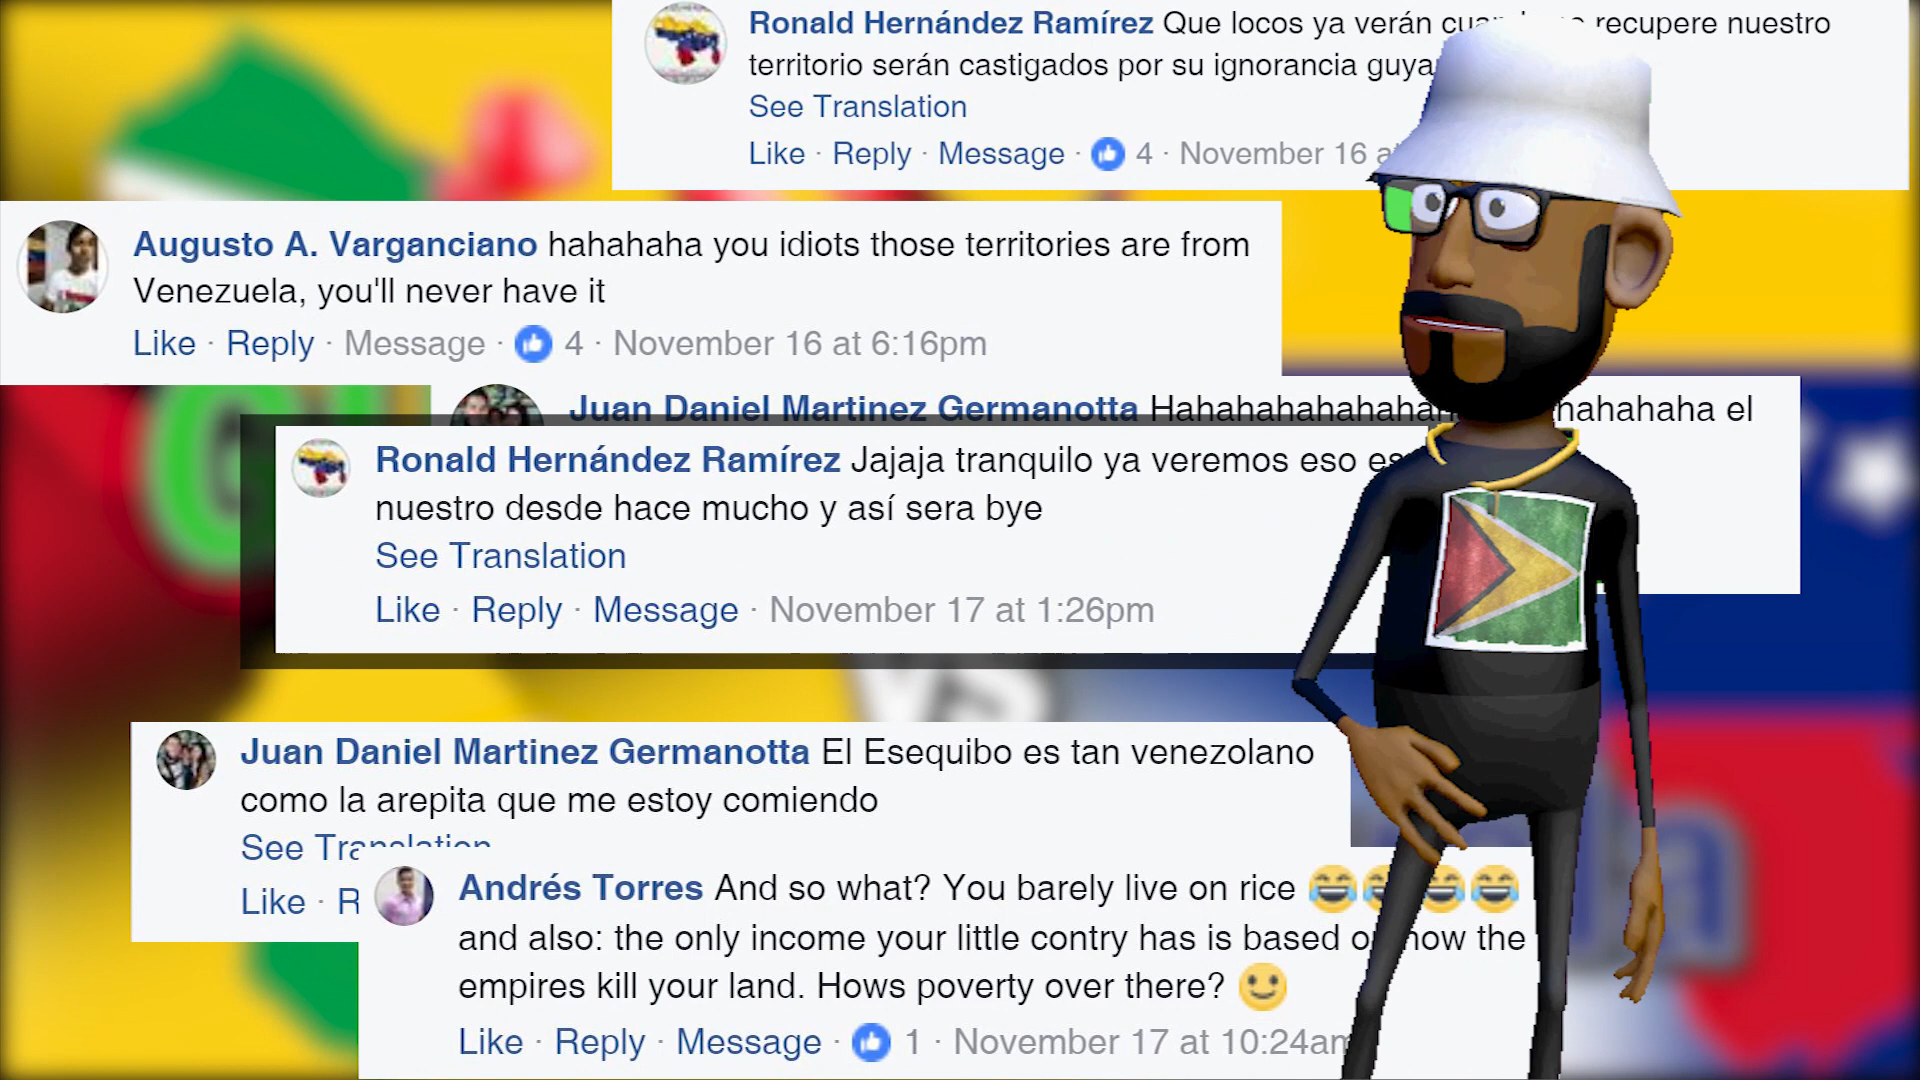 Ronald Hernández Ramírez Que locos ya verán recupere nuestro
territorio serán castigados por su ignorancia
See Translation
Like · Reply · Message · 4 · November 16
Augusto A. Varganciano hahahaha you idiots those territories are from
Venezuela, you'll never have it
Like · Reply · Message · 4 · November 16 at 6:16pm
Juan Daniel Martinez Germanotta el
Ronald Hernández Ramírez Jajaja tranquilo ya veremos eso
nuestro desde hace mucho y así sera bye
See Translation
Like · Reply · Message · November 17 at 1:26pm
Juan Daniel Martinez Germanotta El Esequibo es tan venezolano
como la arepita que me estoy comiendo
See Translation
Like ·
Andrés Torres And so what? You barely live on rice 😂😂😂😂
and also: the only income your little contry has is based how the
empires kill your land. Hows poverty over there? 🙂
Like · Reply · Message · 1 · November 17 at 10:24am